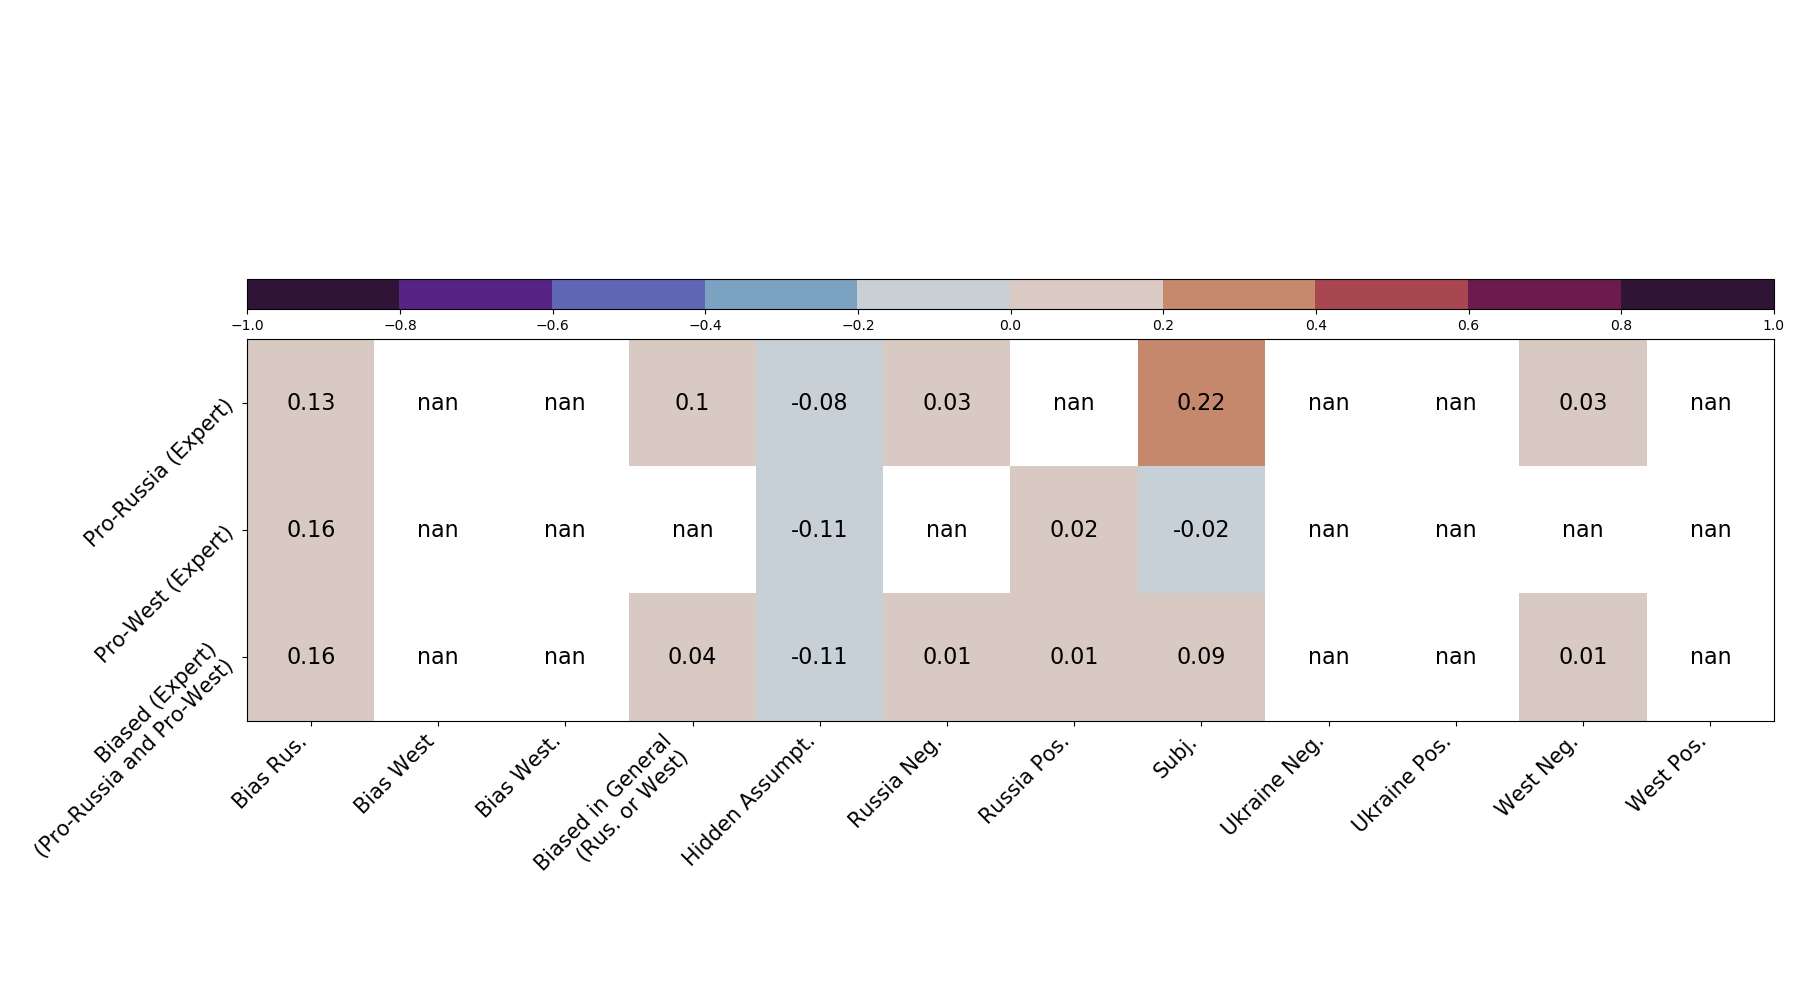 −1.0 −0.8 −0.6 −0.4 −0.2 0.0 0.2 0.4 0.6 0.8 1.0
Pro-Russia (Expert)
0.13 nan nan 0.1 -0.08 0.03 nan 0.22 nan nan 0.03 nan
Pro-West (Expert)
0.16 nan nan nan -0.11 nan 0.02 -0.02 nan nan nan nan
Biased (Expert)
(Pro-Russia and Pro-West)
0.16 nan nan 0.04 -0.11 0.01 0.01 0.09 nan nan 0.01 nan
Bias Rus.
Bias West
Bias West.
Biased in General
(Rus. or West)
Hidden Assumpt.
Russia Neg.
Russia Pos.
Subj.
Ukraine Neg.
Ukraine Pos.
West Neg.
West Pos.